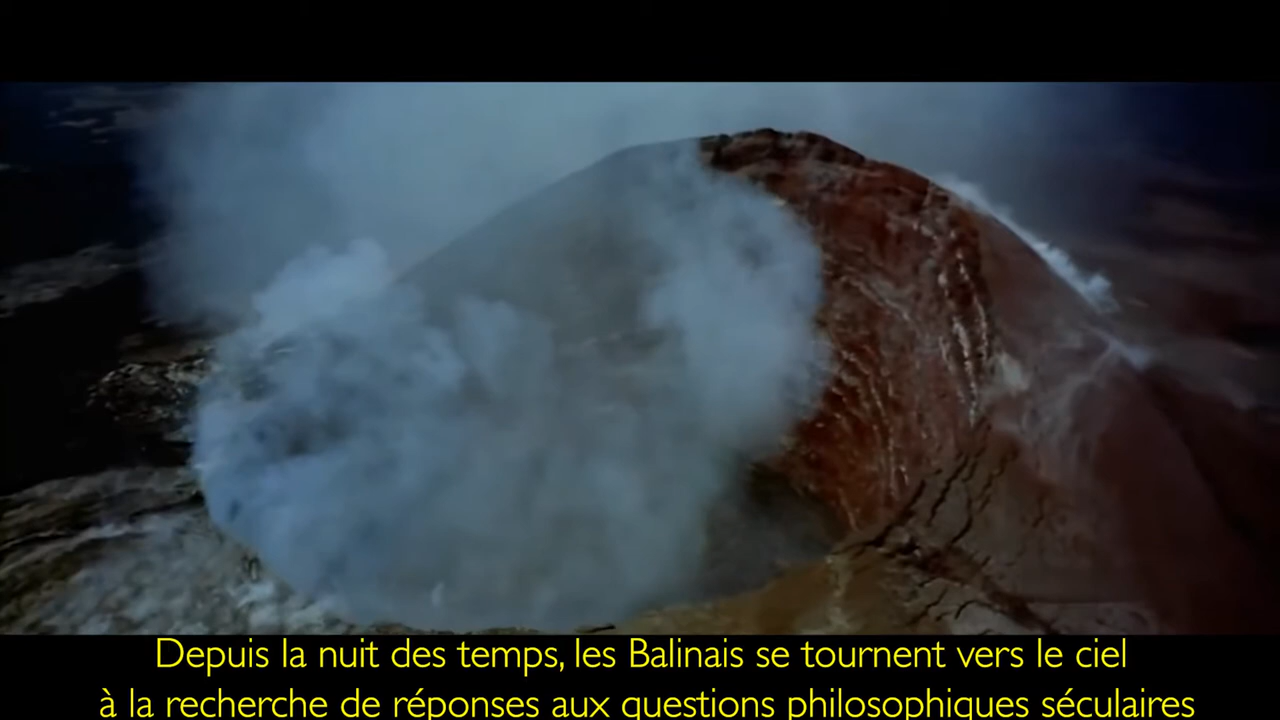 Depuis la nuit des temps, les Balinais se tournent vers le ciel
à la recherche de réponses aux questions philosophiques séculaires